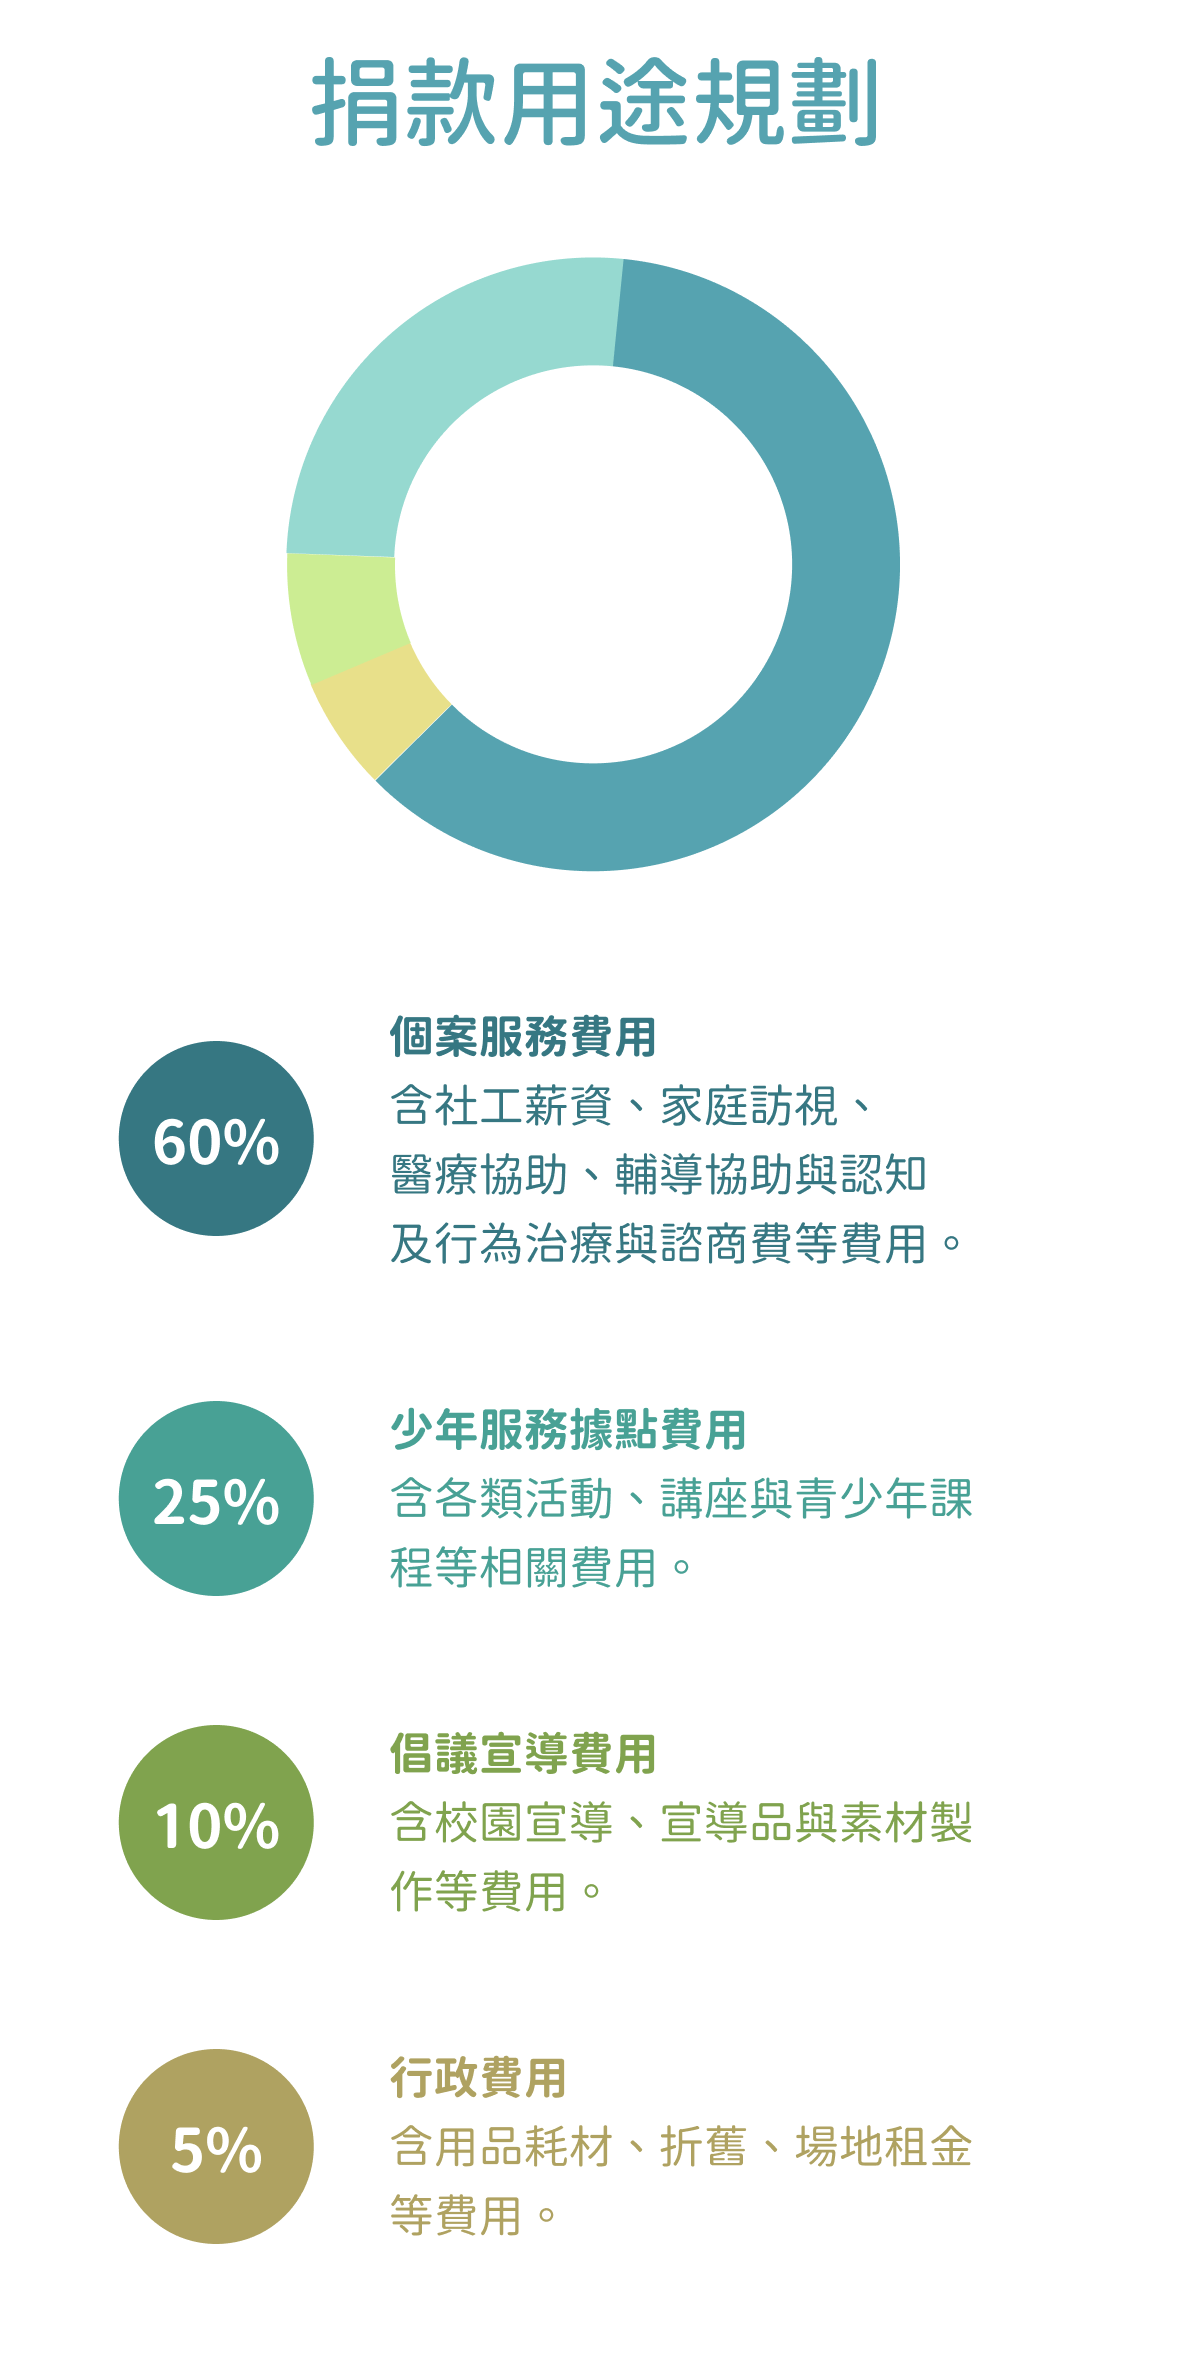 捐款用途規劃
60%
個案服務費用
含社工薪資、家庭訪視、
醫療協助、輔導協助與認知
及行為治療與諮商費等費用。
25%
少年服務據點費用
含各類活動、講座與青少年課
程等相關費用。
10%
倡議宣導費用
含校園宣導、宣導品與素材製
作等費用。
5%
行政費用
含用品耗材、折舊、場地租金
等費用。